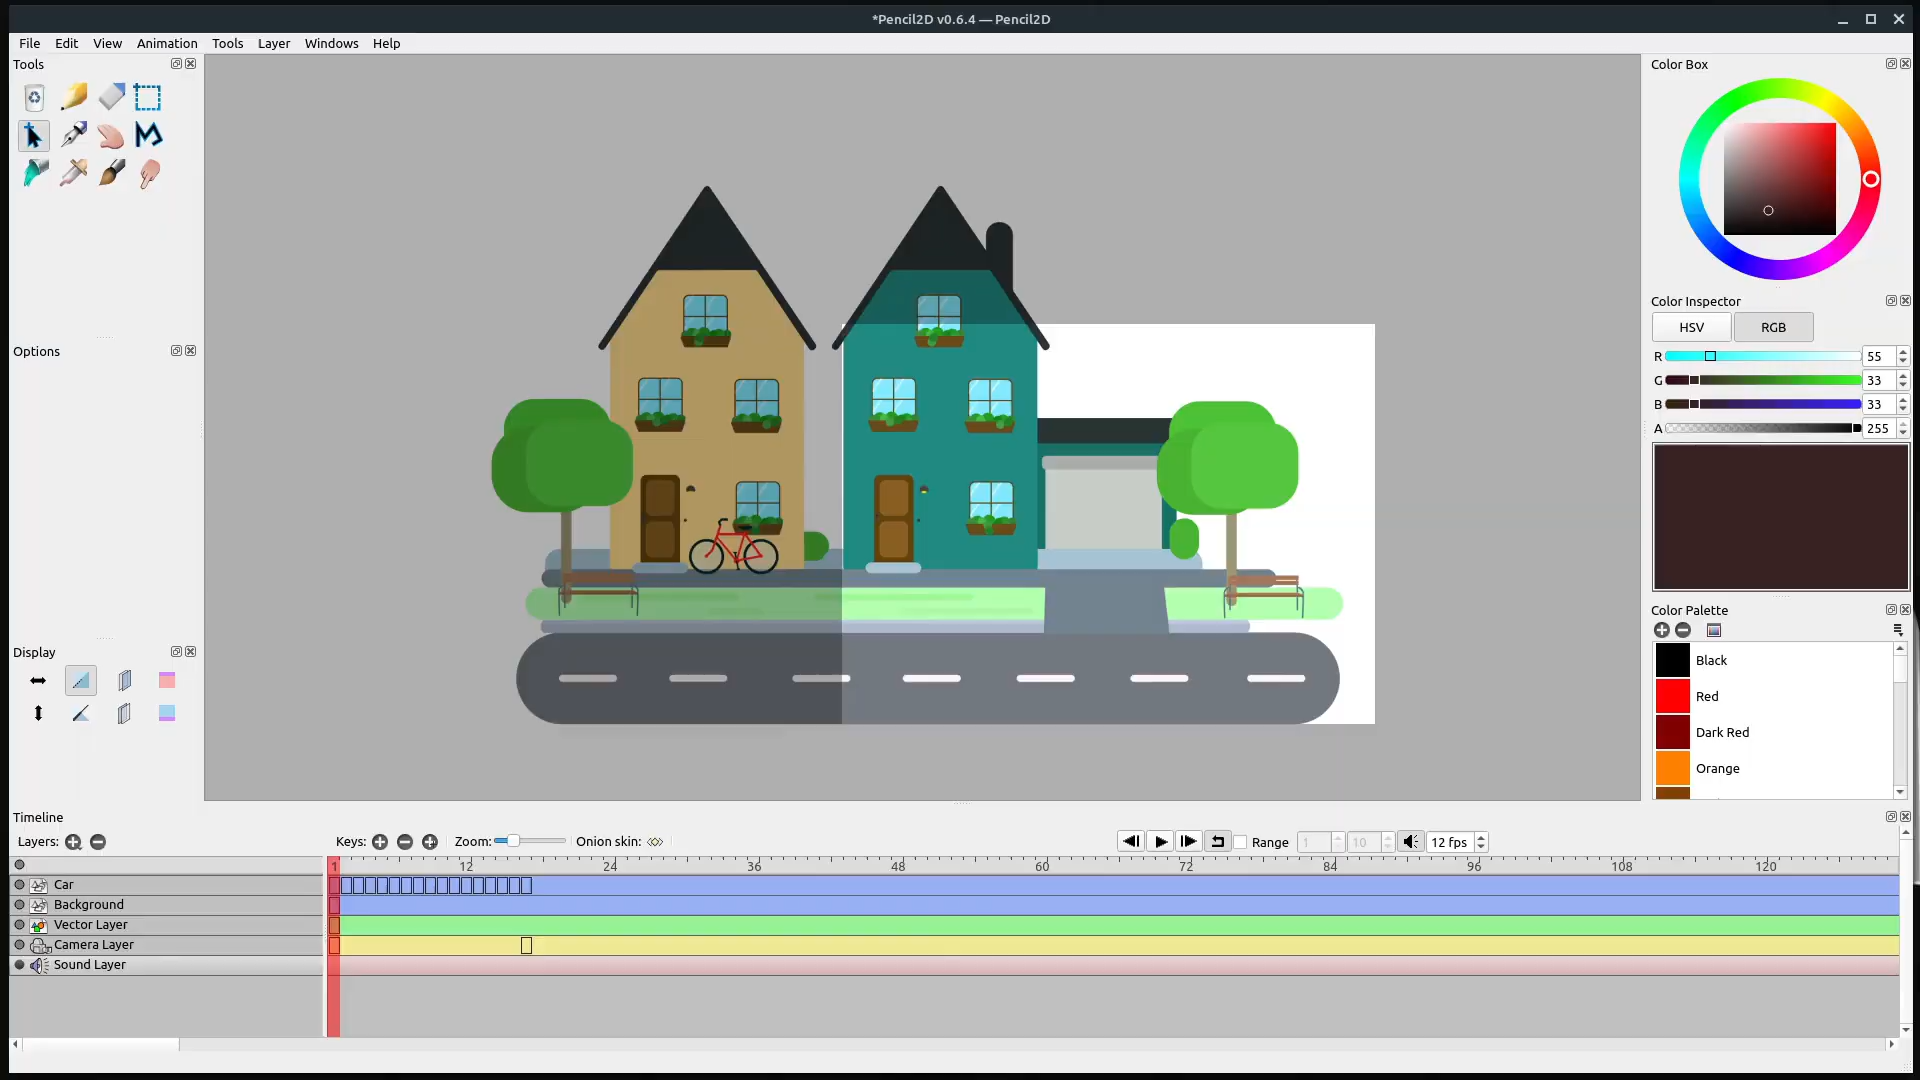 *Pencil2D v0.6.4 — Pencil2D
File Edit View Animation Tools Layer Windows Help
Tools
Options
Display
Color Box
Color Inspector
HSV RGB
R 55
G 33
B 33
A 255
Color Palette
Black
Red
Dark Red
Orange
Timeline
Layers: Keys: Zoom: Onion skin: Range 1 10 12 fps
1 12 24 36 48 60 72 84 96 108 120
Car
Background
Vector Layer
Camera Layer
Sound Layer